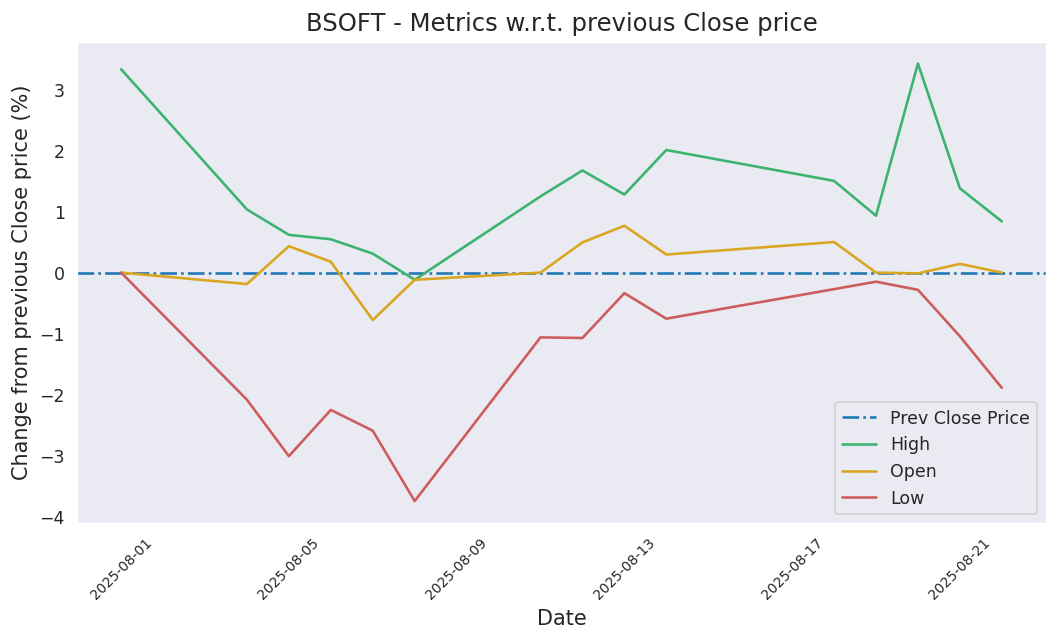 BSOFT - Metrics w.r.t. previous Close price
Change from previous Close price (%)
3
2
1
0
−1
−2
−3
−4
Prev Close Price
High
Open
Low
2025-08-01
2025-08-05
2025-08-09
2025-08-13
2025-08-17
2025-08-21
Date